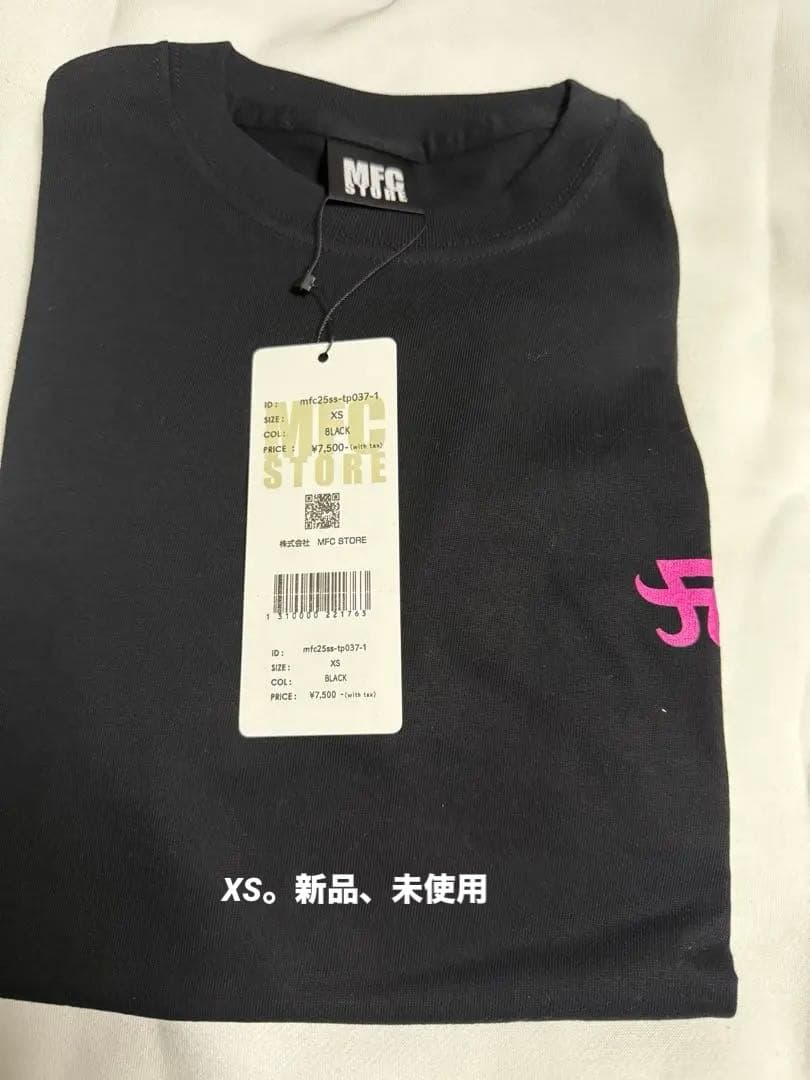 MFC
STORE
ID: mfc25ss-tp037-1
SIZE: XS
COL: BLACK
PRICE: ¥7,500-(with tax)
MFC
STORE
株式会社 MFC STORE
1 310000 221763
ID: mfc25ss-tp037-1
SIZE: XS
COL: BLACK
PRICE: ¥7,500 -(with tax)
XS。新品、未使用